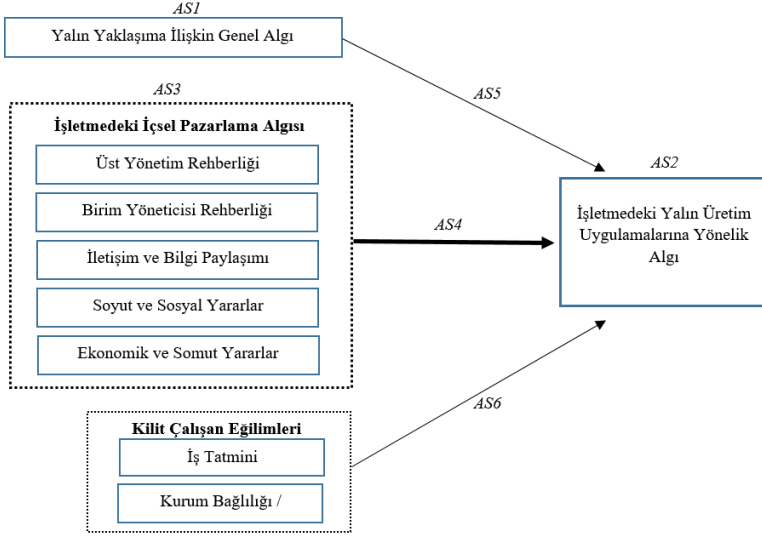 AS1
Yalın Yaklaşıma İlişkin Genel Algı
AS3
İşletmedeki İçsel Pazarlama Algısı
Üst Yönetim Rehberliği
Birim Yöneticisi Rehberliği
İletişim ve Bilgi Paylaşımı
Soyut ve Sosyal Yararlar
Ekonomik ve Somut Yararlar
Kilit Çalışan Eğilimleri
İş Tatmini
Kurum Bağlılığı /
AS5
AS4
AS6
AS2
İşletmedeki Yalın Üretim
Uygulamalarına Yönelik
Algı